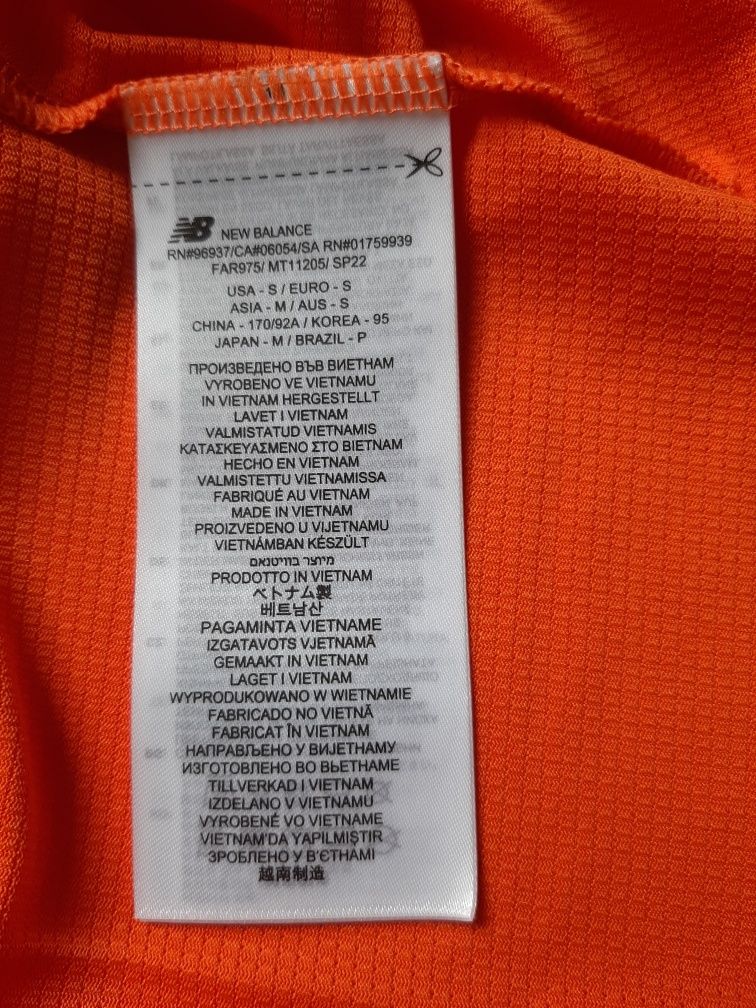 NB NEW BALANCE
RN#96937/CA#06054/SA RN#01759939
FAR975/ MT11205/ SP22
USA - S / EURO - S
ASIA - M / AUS - S
CHINA - 170/92A / KOREA - 95
JAPAN - M / BRAZIL - P
ПРОИЗВЕДЕНО ВЪВ ВИЕТНАМ
VYROBENO VE VIETNAMU
IN VIETNAM HERGESTELLT
LAVET I VIETNAM
VALMISTATUD VIETNAMIS
ΚΑΤΑΣΚΕΥΑΣΜΕΝΟ ΣΤΟ ΒΙΕΤΝΑΜ
HECHO EN VIETNAM
VALMISTETTU VIETNAMISSA
FABRIQUÉ AU VIETNAM
MADE IN VIETNAM
PROIZVEDENO U VIJETNAMU
VIETNÁMBAN KÉSZÜLT
מיוצר בווייטנאם
PRODOTTO IN VIETNAM
ベトナム製
베트남산
PAGAMINTA VIETNAME
IZGATAVOTS VJETNAMĀ
GEMAAKT IN VIETNAM
LAGET I VIETNAM
WYPRODUKOWANO W WIETNAMIE
FABRICADO NO VIETNÃ
FABRICAT ÎN VIETNAM
НАПРАВЉЕНО У ВИЈЕТНАМУ
ИЗГОТОВЛЕНО ВО ВЬЕТНАМЕ
TILLVERKAD I VIETNAM
IZDELANO V VIETNAMU
VYROBENÉ VO VIETNAME
VIETNAM'DA YAPILMIŞTIR
ЗРОБЛЕНО У В'ЄТНАМІ
越南制造